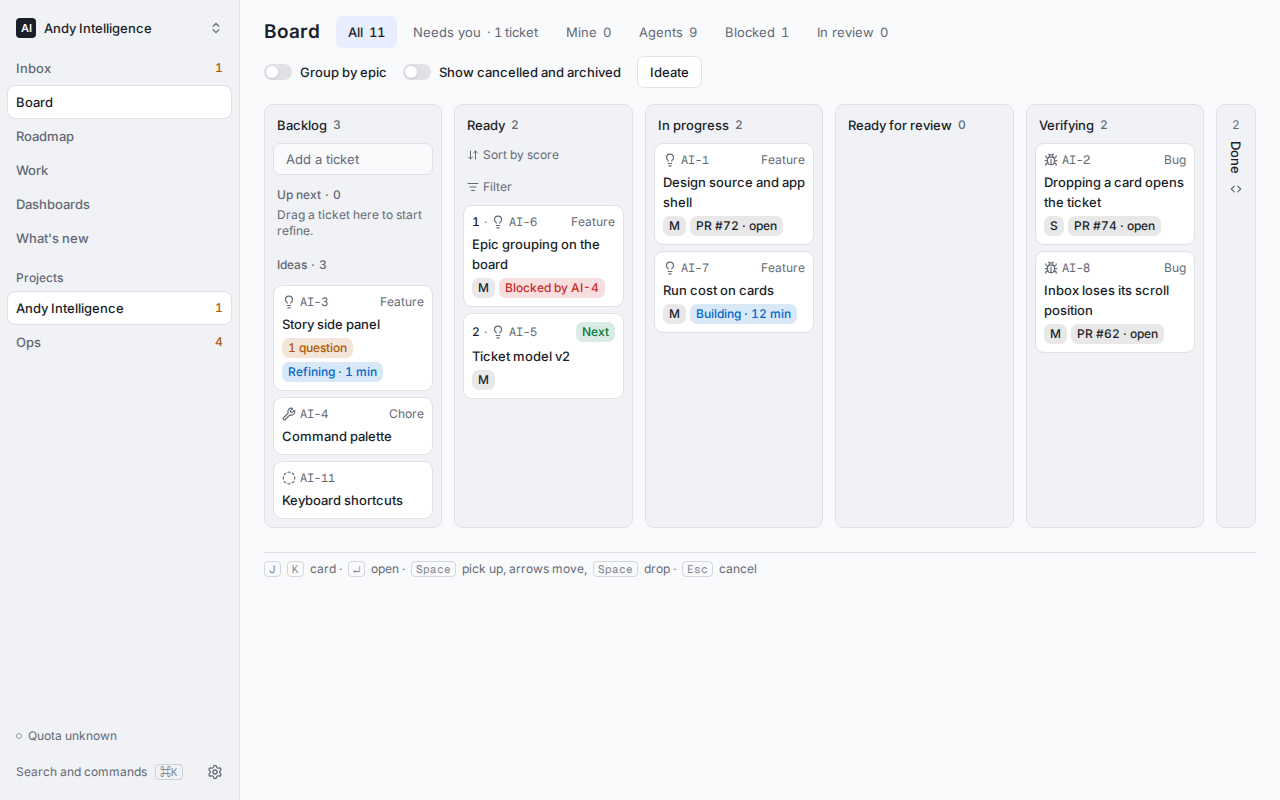 AI Andy Intelligence
Inbox 1
Board
Roadmap
Work
Dashboards
What's new
Projects
Andy Intelligence 1
Ops 4
Quota unknown
Search and commands ⌘K
Board All 11 Needs you · 1 ticket Mine 0 Agents 9 Blocked 1 In review 0
Group by epic Show cancelled and archived Ideate
Backlog 3
Add a ticket
Up next · 0
Drag a ticket here to start
refine.
Ideas · 3
AI-3 Feature
Story side panel
1 question
Refining · 1 min
AI-4 Chore
Command palette
AI-11
Keyboard shortcuts
Ready 2
Sort by score
Filter
1 · AI-6 Feature
Epic grouping on the
board
M Blocked by AI-4
2 · AI-5 Next
Ticket model v2
M
In progress 2
AI-1 Feature
Design source and app
shell
M PR #72 · open
AI-7 Feature
Run cost on cards
M Building · 12 min
Ready for review 0
Verifying 2
AI-2 Bug
Dropping a card opens
the ticket
S PR #74 · open
AI-8 Bug
Inbox loses its scroll
position
M PR #62 · open
2
Done
J K card · ↵ open · Space pick up, arrows move, Space drop · Esc cancel